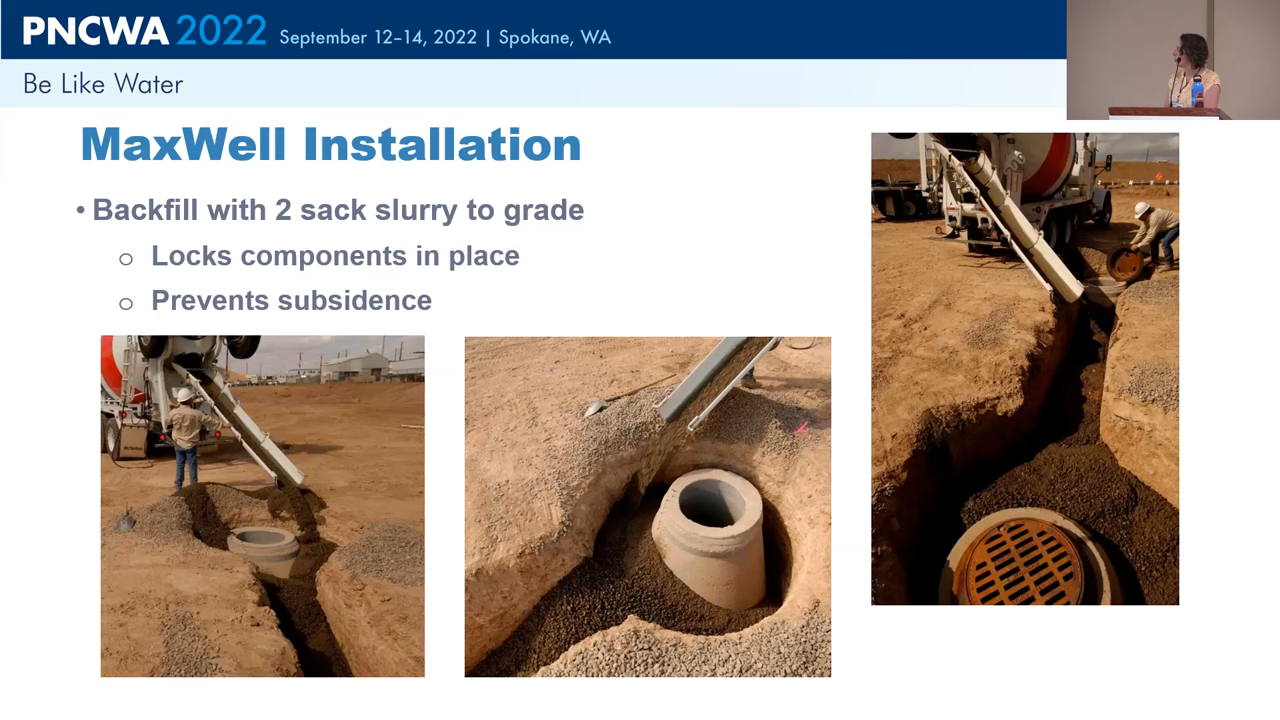 PNCWA 2022 September 12–14, 2022 | Spokane, WA
Be Like Water
MaxWell Installation
• Backfill with 2 sack slurry to grade
o Locks components in place
o Prevents subsidence